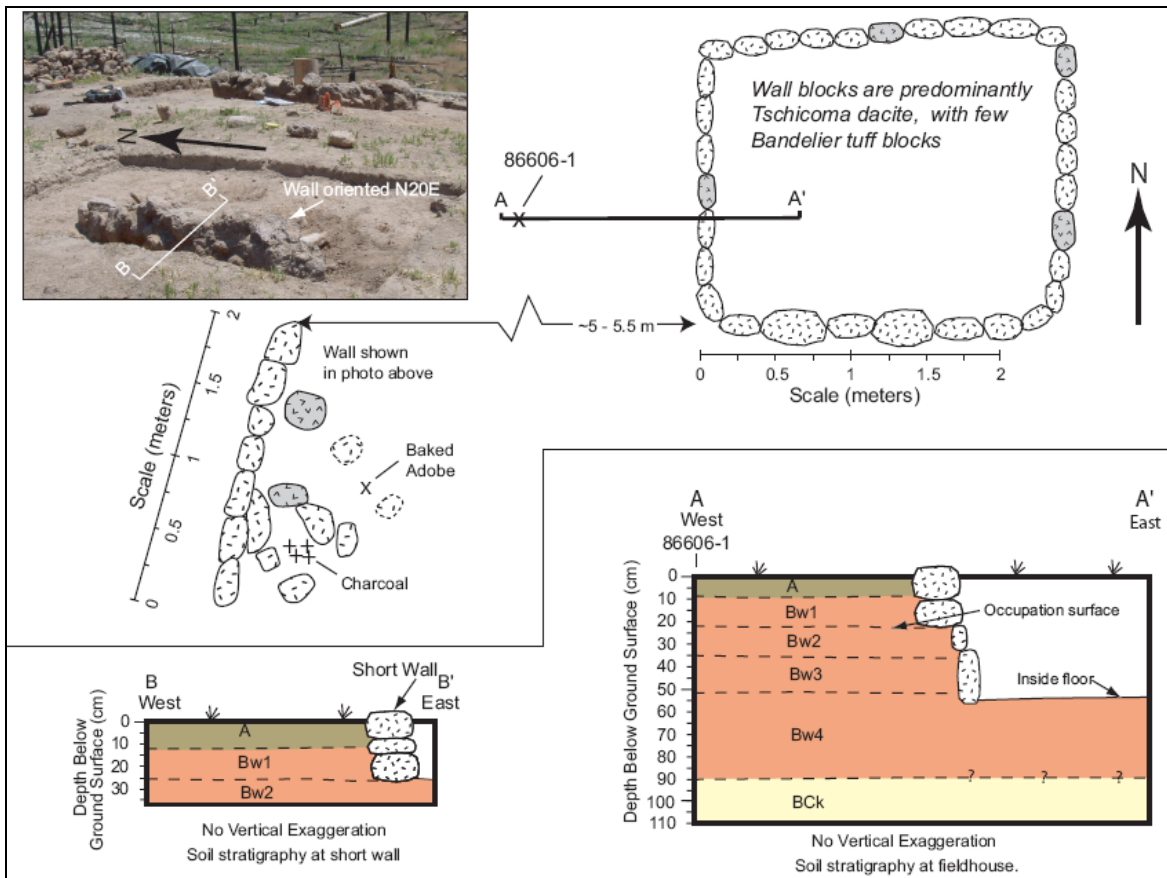 N
B'
Wall oriented N20E
B
Wall blocks are predominantly
Tschicoma dacite, with few
Bandelier tuff blocks
86606-1
A
A'
X
N
~5 - 5.5 m
0 0.5 1 1.5 2
Scale (meters)
Wall shown
in photo above
2
1.5
1
0.5
0
Scale (meters)
Baked
Adobe
X
Charcoal
A
West
86606-1
A'
East
Depth Below Ground Surface (cm)
0
10
20
30
40
50
60
70
80
90
100
110
A
Bw1
Occupation surface
Bw2
Bw3
Inside floor
Bw4
? ? ?
BCk
No Vertical Exaggeration
Soil stratigraphy at fieldhouse.
Short Wall
B
West
B'
East
Depth Below
Ground Surface (cm)
0
10
20
30
A
Bw1
Bw2
No Vertical Exaggeration
Soil stratigraphy at short wall